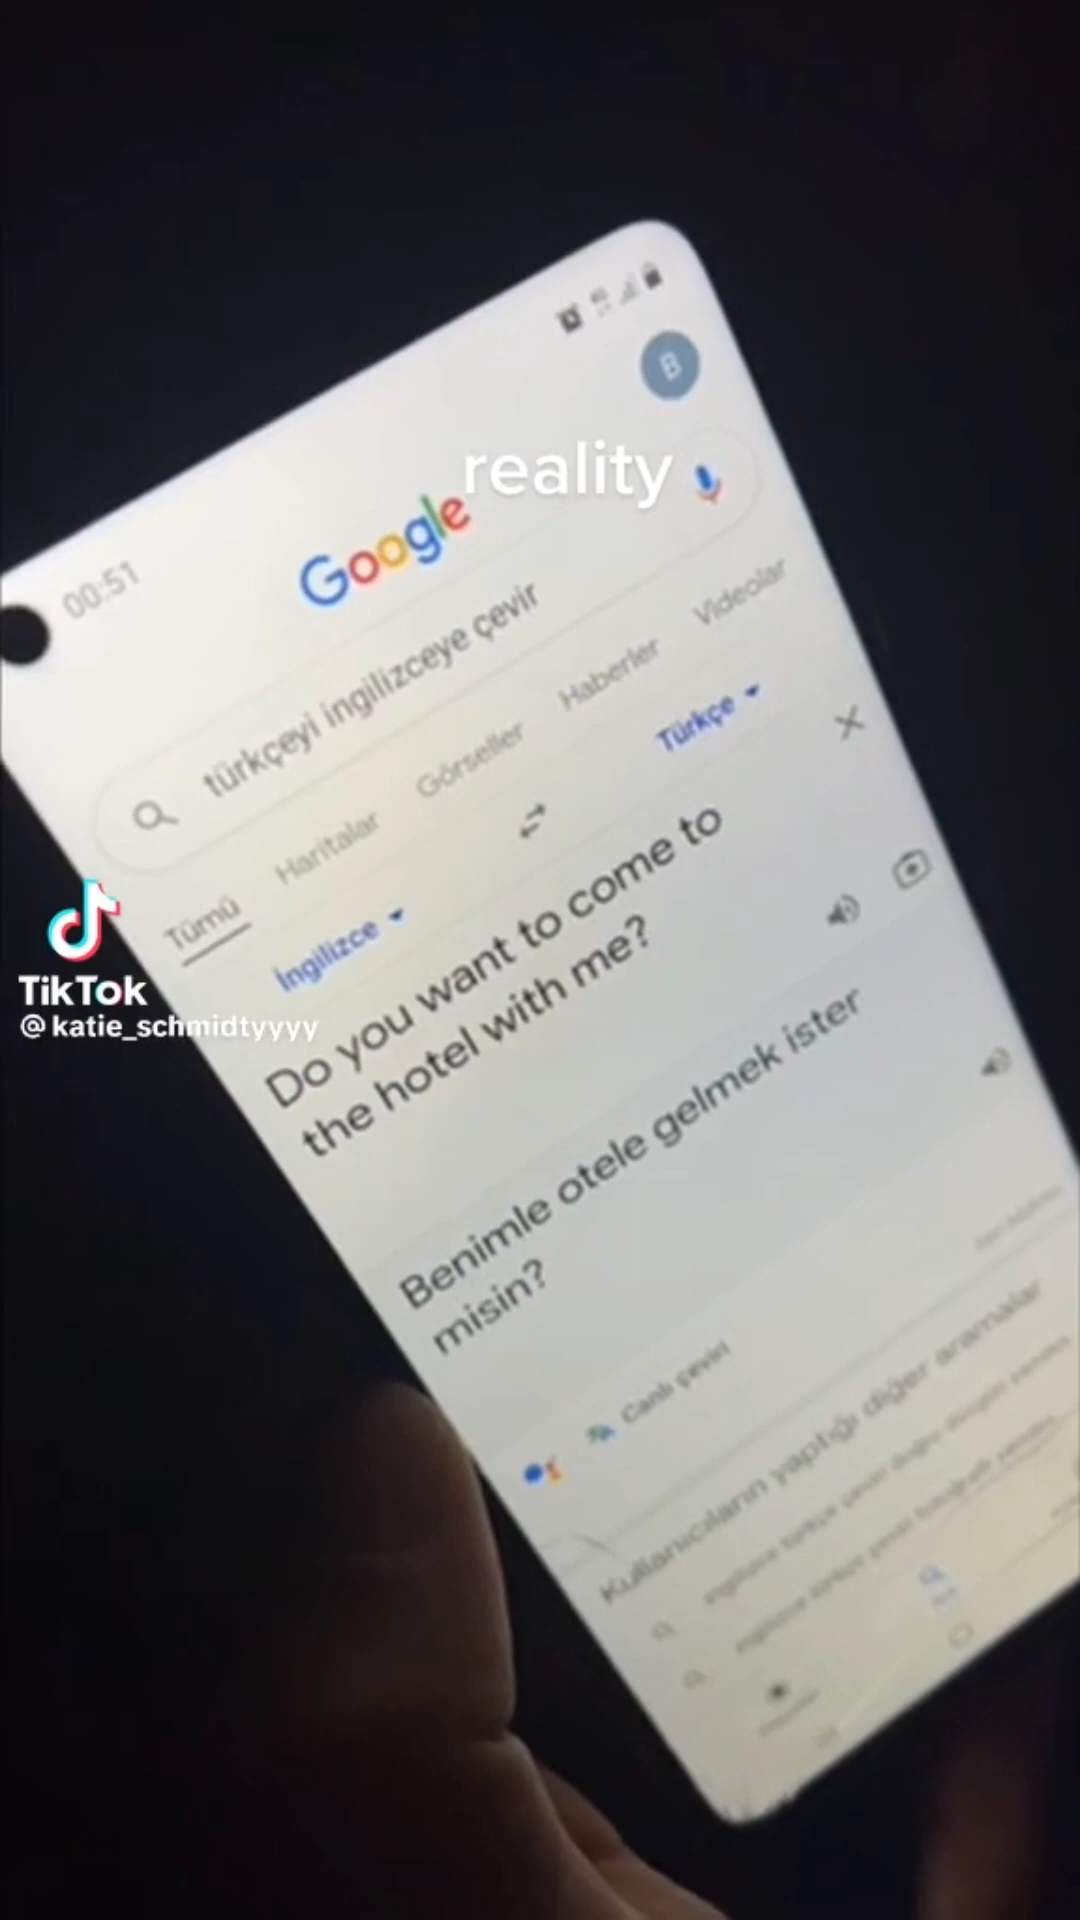 00:51
B
reality
Google
türkçeyi ingilizceye çevir
Tümü Haritalar Görseller Haberler Videolar
İngilizce Türkçe
Do you want to come to
the hotel with me?
Benimle otele gelmek ister
misin?
Canlı çeviri
Kullanıcıların yaptığı diğer aramalar
TikTok
@katie_schmidtyyyy